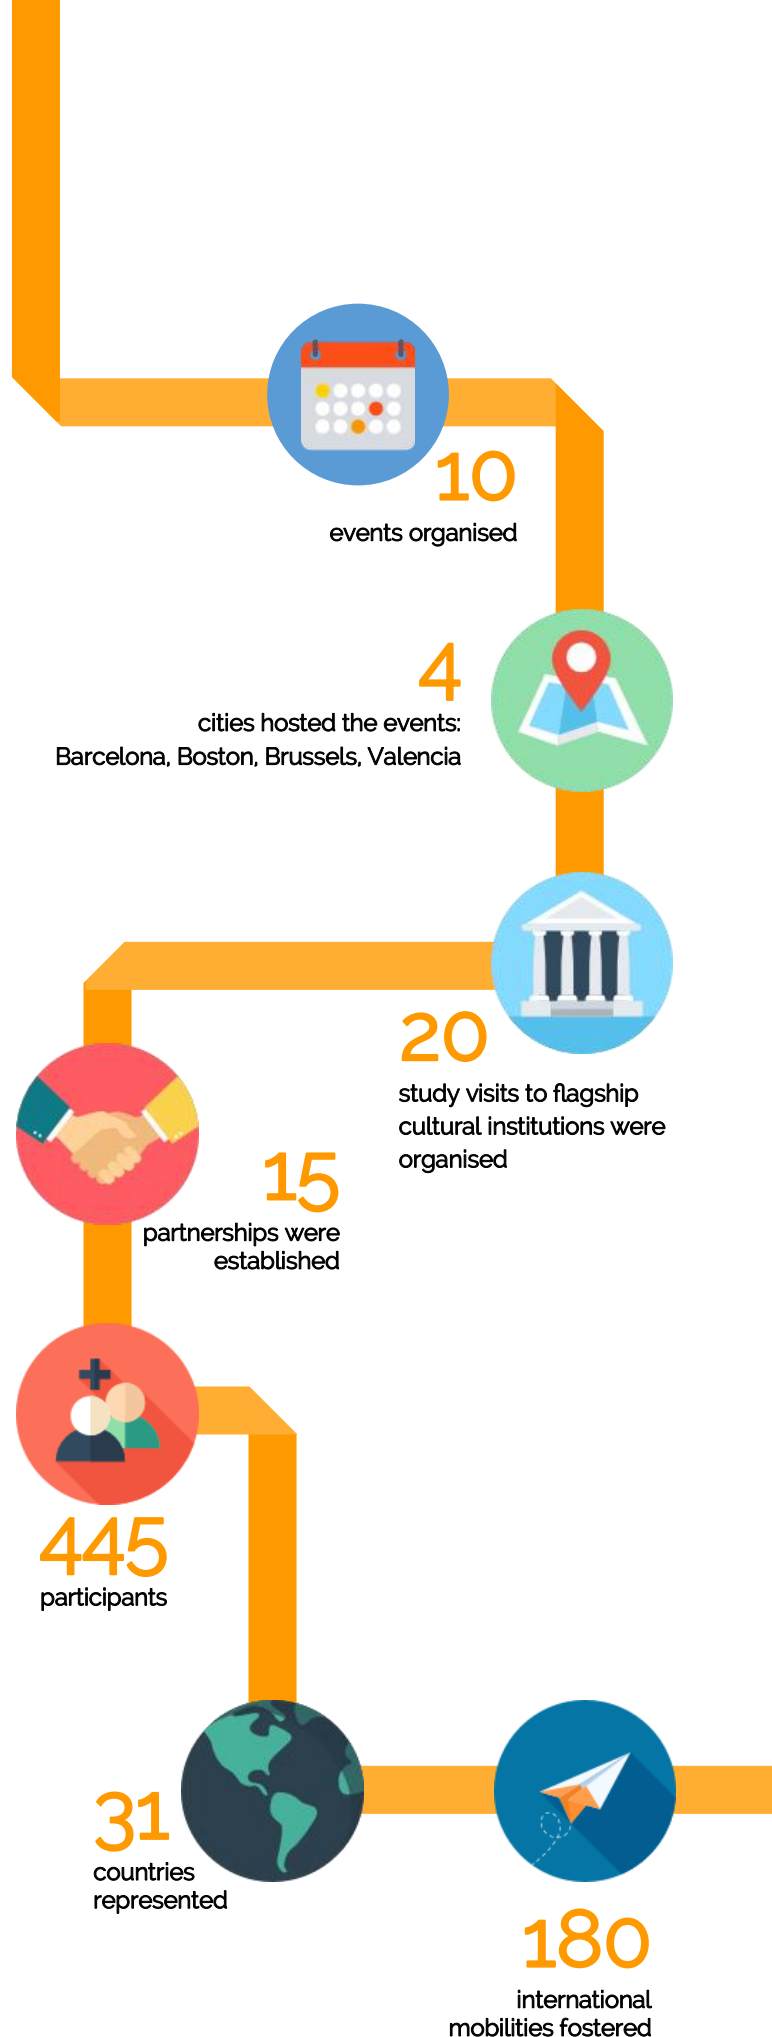 10
events organised
4
cities hosted the events:
Barcelona, Boston, Brussels, Valencia
20
study visits to flagship
cultural institutions were
organised
15
partnerships were
established
445
participants
31
countries
represented
180
international
mobilities fostered